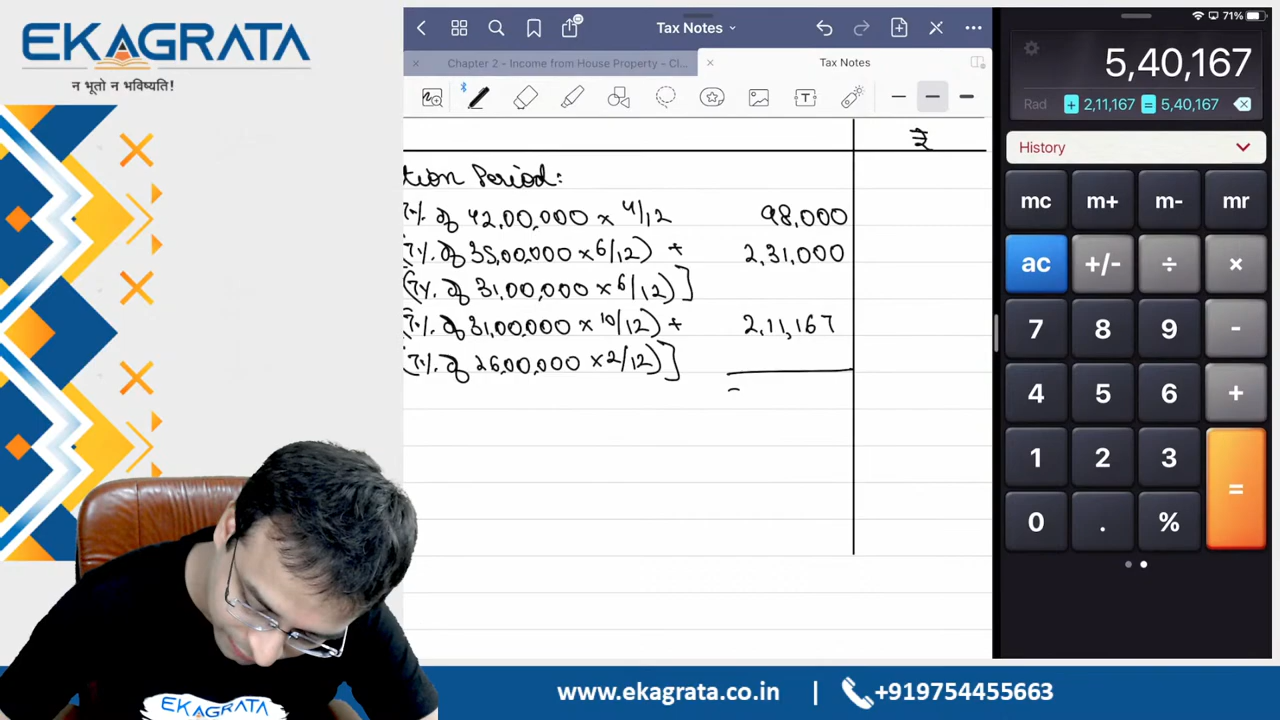 EKAGRATA
न भूतो न भविष्यति!
Tax Notes
Chapter 2 - Income from House Property - Cl...
Tax Notes
₹
tion Period:
7% of 42,00,000 x 4/12 98,000
(7% of 35,00,000 x 6/12) + 2,31,000
(7% of 31,00,000 x 6/12)]
(7% of 31,00,000 x 10/12) + 2,11,167
(7% of 26,00,000 x 2/12)]
71%
5,40,167
Rad + 2,11,167 = 5,40,167
History
mc m+ m- mr
ac +/- ÷ ×
7 8 9 -
4 5 6 +
1 2 3 =
0 . %
EKAGRATA
www.ekagrata.co.in | +919754455663